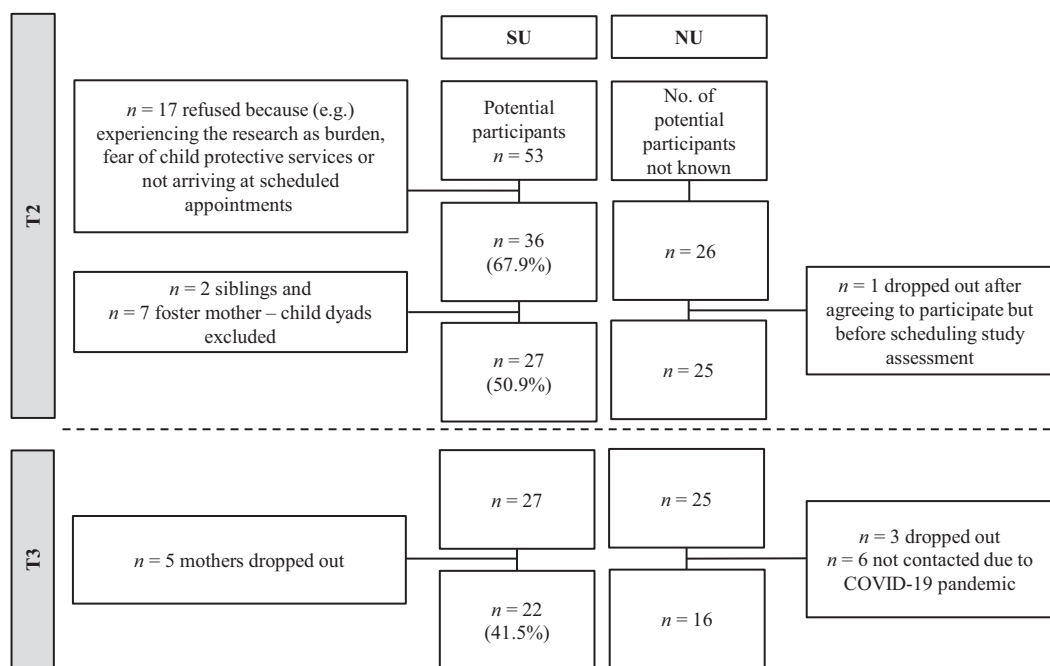 SU
NU
T2
n = 17 refused because (e.g.)
experiencing the research as burden,
fear of child protective services or
not arriving at scheduled
appointments
Potential
participants
n = 53
No. of
potential
participants
not known
n = 36
(67.9%)
n = 26
n = 2 siblings and
n = 7 foster mother – child dyads
excluded
n = 1 dropped out after
agreeing to participate but
before scheduling study
assessment
n = 27
(50.9%)
n = 25
T3
n = 27
n = 25
n = 5 mothers dropped out
n = 3 dropped out
n = 6 not contacted due to
COVID-19 pandemic
n = 22
(41.5%)
n = 16